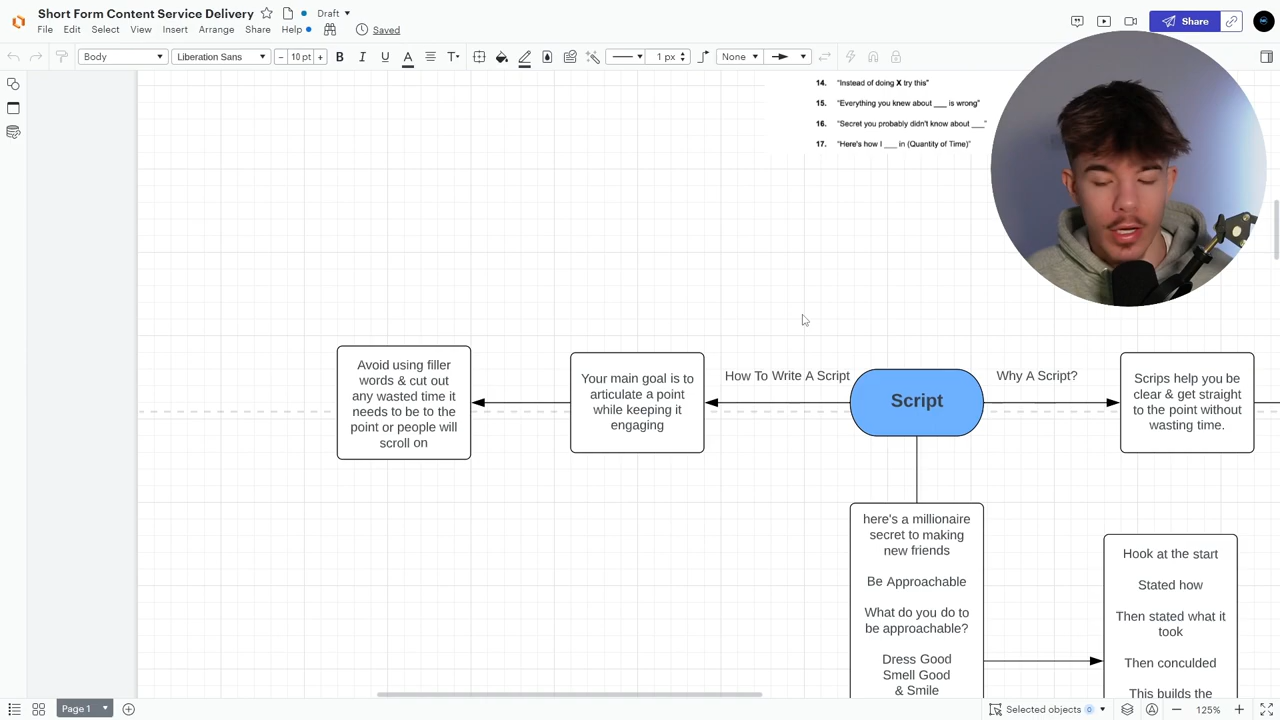 Short Form Content Service Delivery
Draft
File Edit Select View Insert Arrange Share Help
Saved
Share
Body
Liberation Sans
10 pt
B I U A T
1 px
None
14. "Instead of doing X try this"
15. "Everything you knew about ___ is wrong"
16. "Secret you probably didn't know about ___"
17. "Here's how I ___ in (Quantity of Time)"
Avoid using filler
words & cut out
any wasted time it
needs to be to the
point or people will
scroll on
Your main goal is to
articulate a point
while keeping it
engaging
How To Write A Script
Script
Why A Script?
Scrips help you be
clear & get straight
to the point without
wasting time.
here's a millionaire
secret to making
new friends
Be Approachable
What do you do to
be approachable?
Dress Good
Smell Good
& Smile
Hook at the start
Stated how
Then stated what it
took
Then conculded
This builds the
Page 1
Selected objects 0
125%